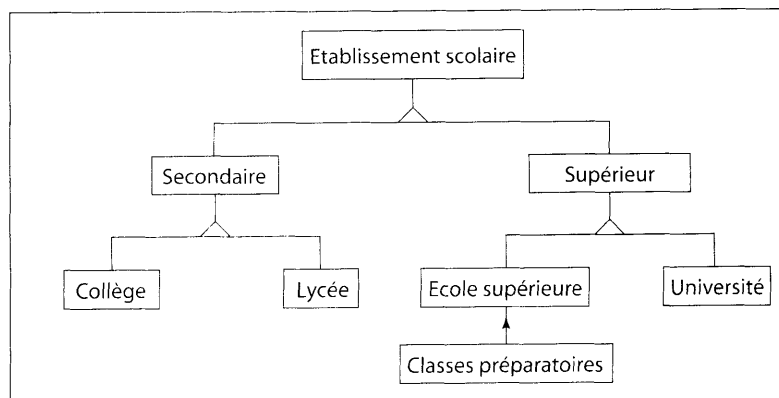 Etablissement scolaire
Secondaire
Supérieur
Collège
Lycée
Ecole supérieure
Université
Classes préparatoires